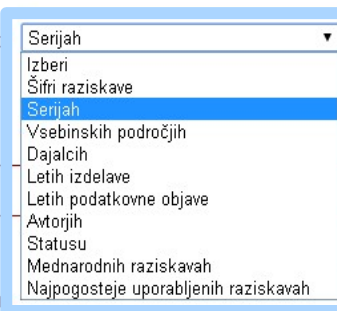 Serijah
Izberi
Šifri raziskave
Serijah
Vsebinskih področjih
Dajalcih
Letih izdelave
Letih podatkovne objave
Avtorjih
Statusu
Mednarodnih raziskavah
Najpogosteje uporabljenih raziskavah